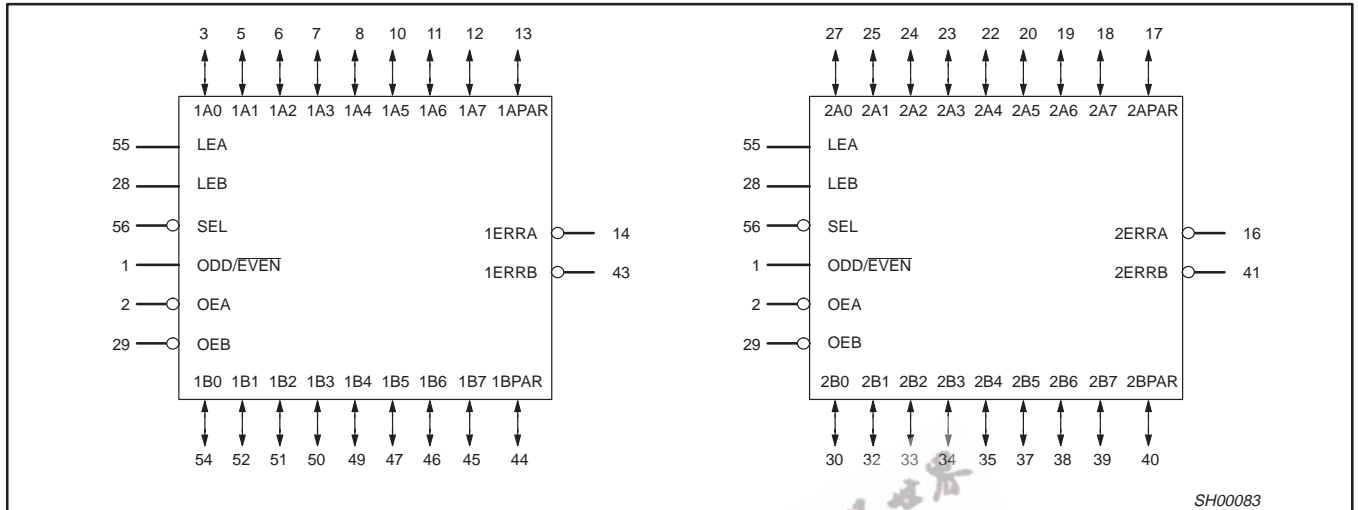 3 5 6 7 8 10 11 12 13
1A0 1A1 1A2 1A3 1A4 1A5 1A6 1A7 1APAR
55 LEA
28 LEB
56 SEL
1 ODD/EVEN
2 OEA
29 OEB
1ERRA 14
1ERRB 43
1B0 1B1 1B2 1B3 1B4 1B5 1B6 1B7 1BPAR
54 52 51 50 49 47 46 45 44
27 25 24 23 22 20 19 18 17
2A0 2A1 2A2 2A3 2A4 2A5 2A6 2A7 2APAR
55 LEA
28 LEB
56 SEL
1 ODD/EVEN
2 OEA
29 OEB
2ERRA 16
2ERRB 41
2B0 2B1 2B2 2B3 2B4 2B5 2B6 2B7 2BPAR
30 32 33 34 35 37 38 39 40
SH00083